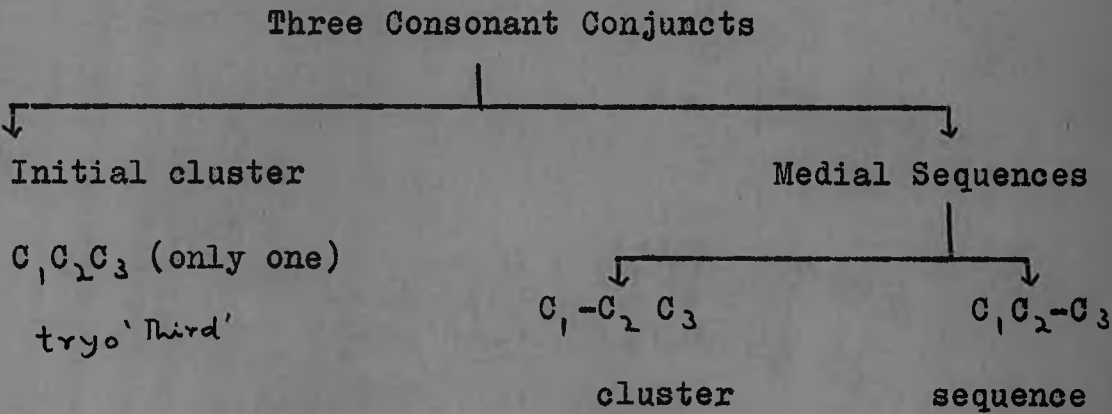 Three Consonant Conjuncts
Initial cluster Medial Sequences
C₁C₂C₃ (only one)
C₁-C₂ C₃ C₁C₂-C₃
tryo 'Third'
cluster sequence